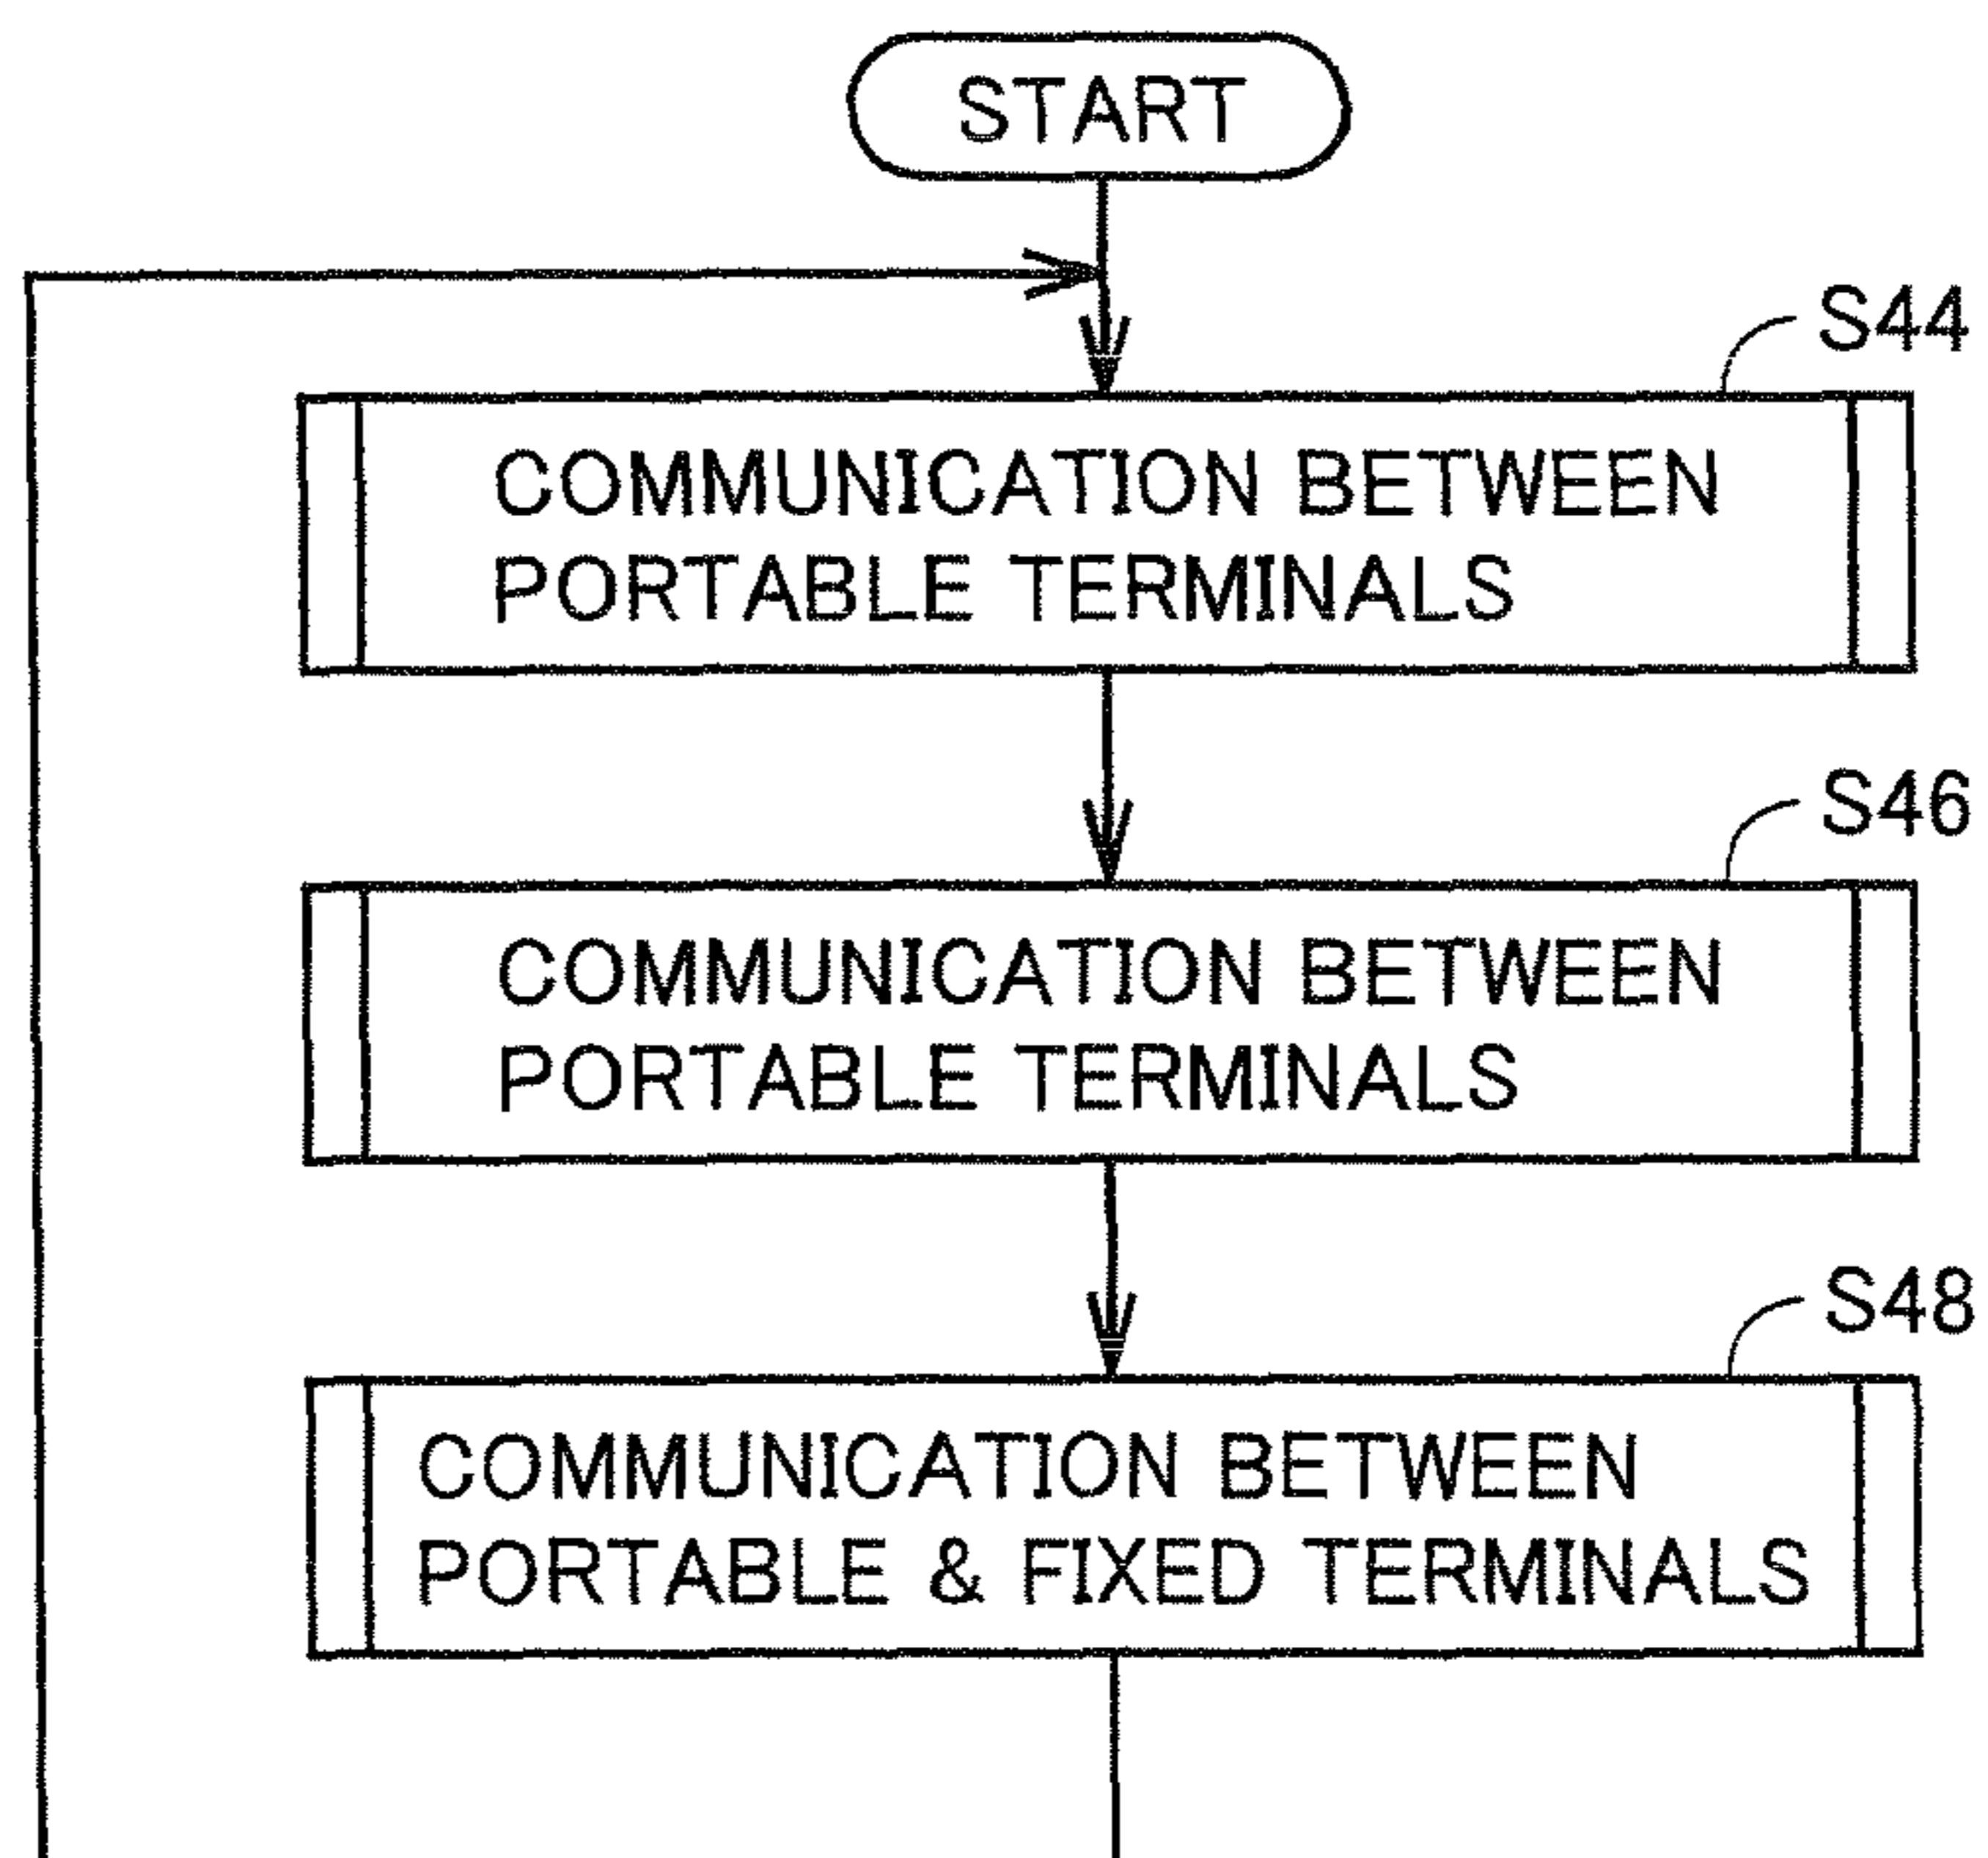 START
S44
COMMUNICATION BETWEEN
PORTABLE TERMINALS
S46
COMMUNICATION BETWEEN
PORTABLE TERMINALS
S48
COMMUNICATION BETWEEN
PORTABLE & FIXED TERMINALS